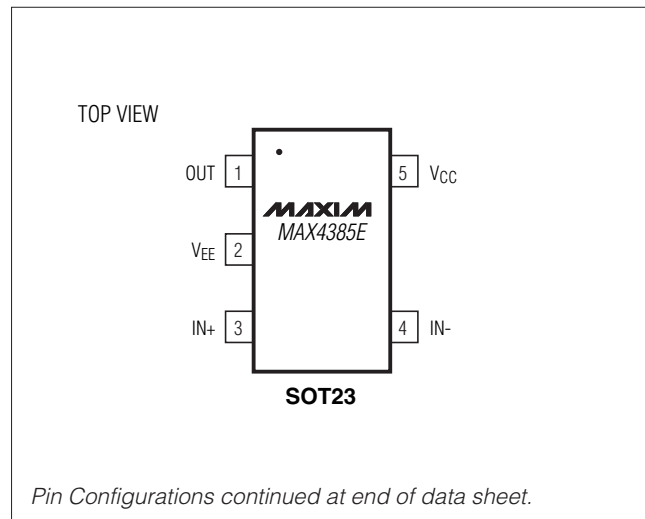 TOP VIEW
OUT 1
5 VCC
MAXIM
MAX4385E
VEE 2
IN+ 3
4 IN-
SOT23
Pin Configurations continued at end of data sheet.